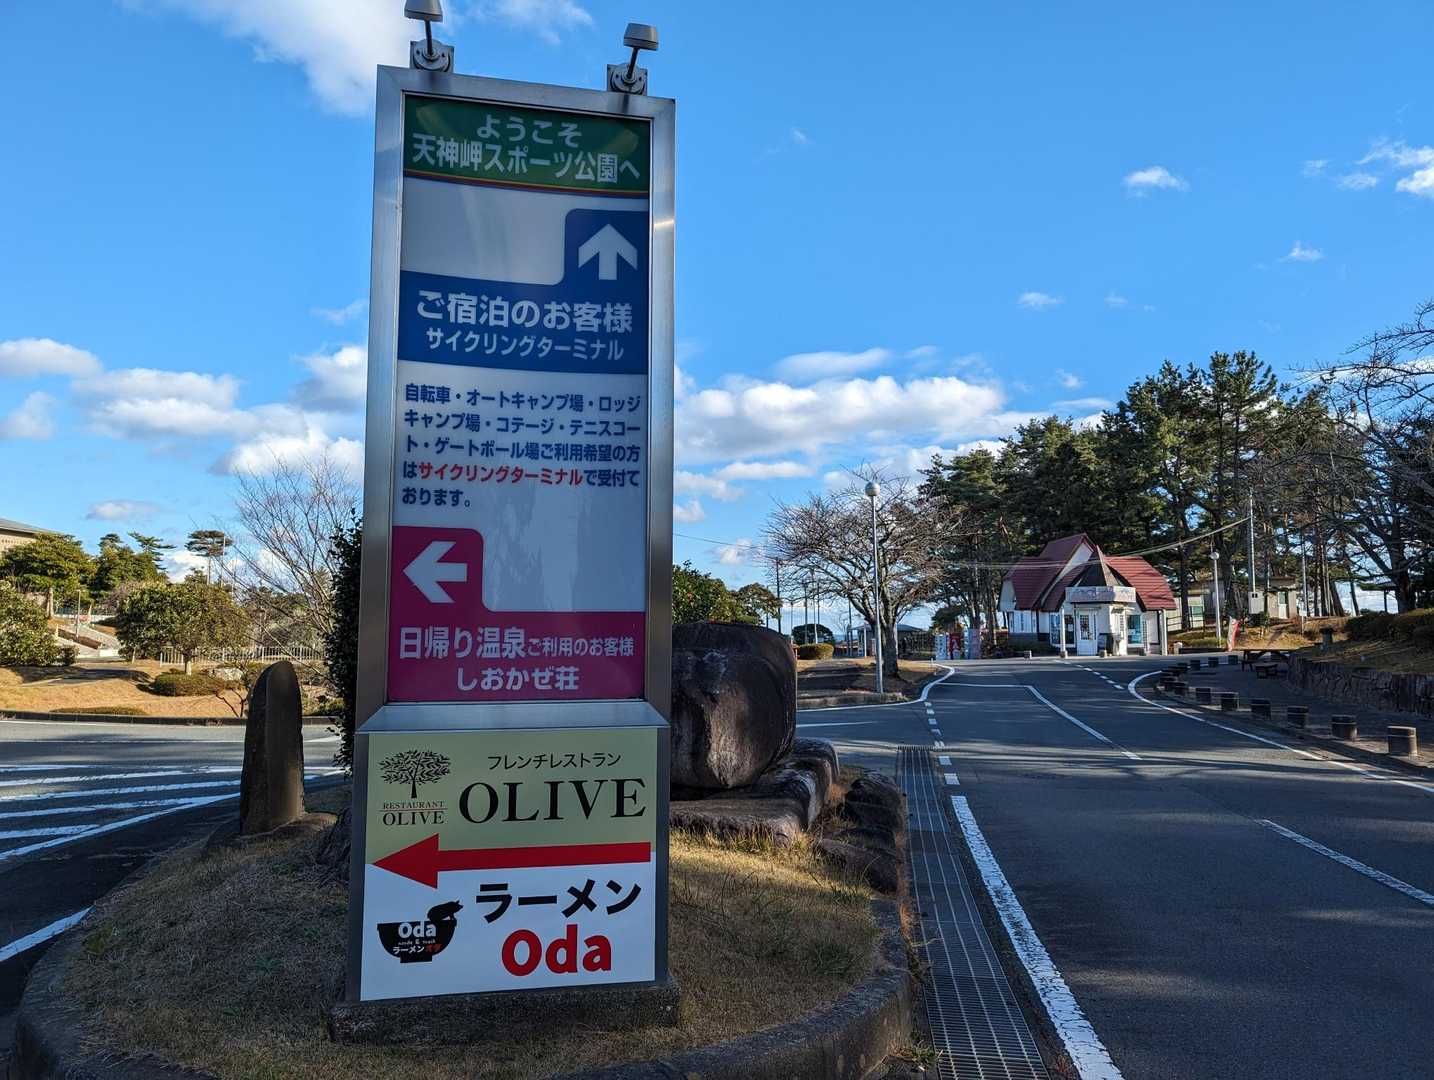 ようこそ
天神岬スポーツ公園へ
ご宿泊のお客様
サイクリングターミナル
自転車・オートキャンプ場・ロッジ
キャンプ場・コテージ・テニスコー
ト・ゲートボール場ご利用希望の方
はサイクリングターミナルで受付て
おります。
日帰り温泉ご利用のお客様
しおかぜ荘
フレンチレストラン
OLIVE
RESTAURANT
OLIVE
ラーメン
Oda
Oda
ラーメンオダ